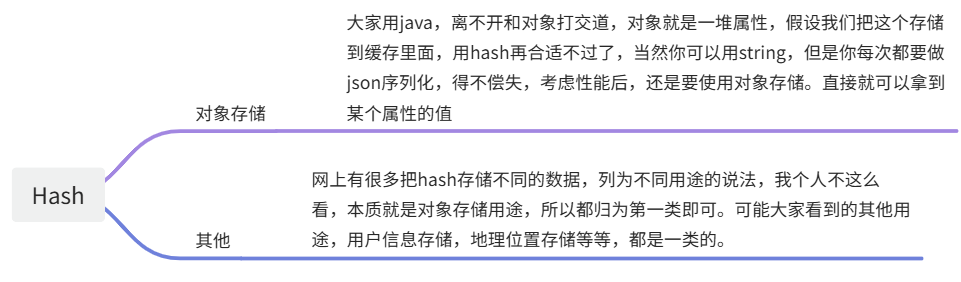 大家用java，离不开和对象打交道，对象就是一堆属性，假设我们把这个存储
到缓存里面，用hash再合适不过了，当然你可以用string，但是你每次都要做
json序列化，得不偿失，考虑性能后，还是要使用对象存储。直接就可以拿到
某个属性的值
对象存储
Hash
网上有很多把hash存储不同的数据，列为不同用途的说法，我个人不这么
看，本质就是对象存储用途，所以都归为第一类即可。可能大家看到的其他用
途，用户信息存储，地理位置存储等等，都是一类的。
其他